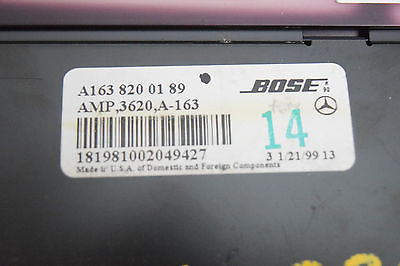 A163 820 01 89
BOSE
AMP,3620,A-163
14
181981002049427
3 1/21/99 13
Made in U.S.A. of Domestic and Foreign Components